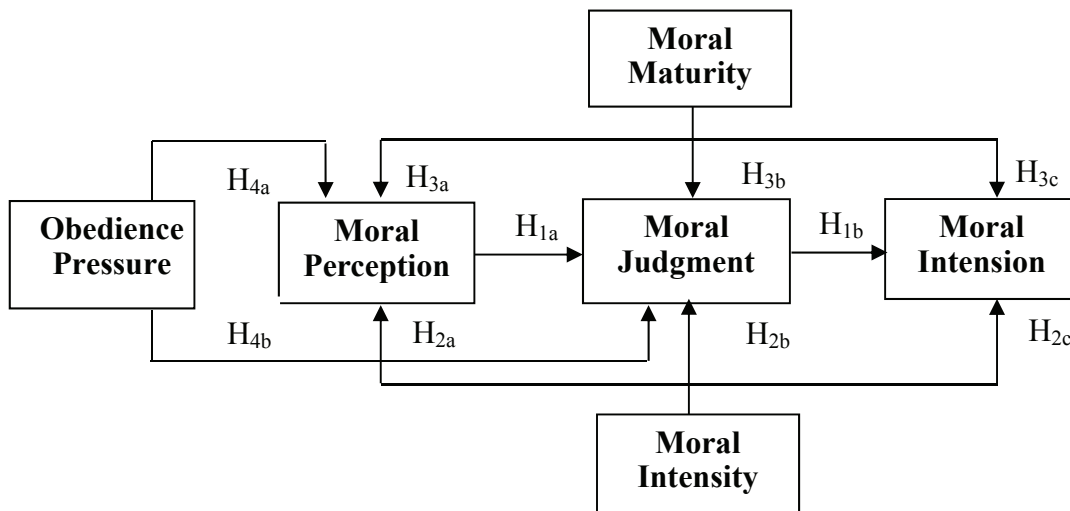 Moral
Maturity
H4a
H3a
H3b
H3c
Obedience
Pressure
Moral
Perception
H1a
Moral
Judgment
H1b
Moral
Intension
H4b
H2a
H2b
H2c
Moral
Intensity